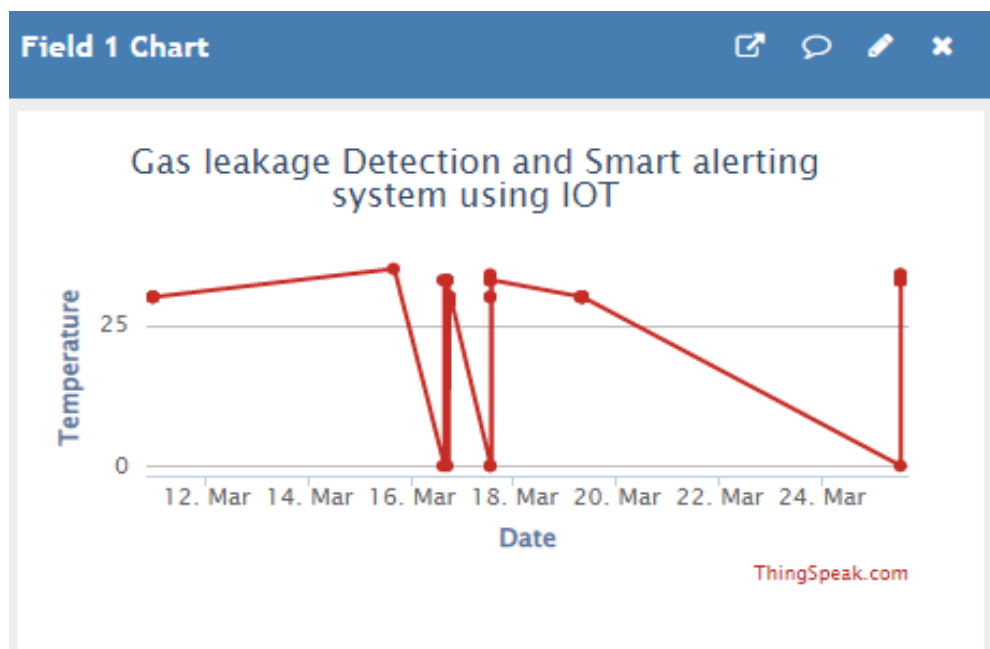 Field 1 Chart
Gas leakage Detection and Smart alerting
system using IOT
Temperature
25
0
12. Mar 14. Mar 16. Mar 18. Mar 20. Mar 22. Mar 24. Mar
Date
ThingSpeak.com